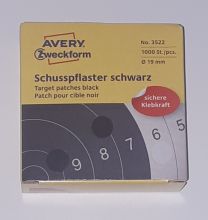 AVERY
Zweckform
No. 3522
1000 St./pcs.
Ø 19 mm
Schusspflaster schwarz
Target patches black
Patch pour cible noir
sichere
Klebkraft
9 8 7 6 5